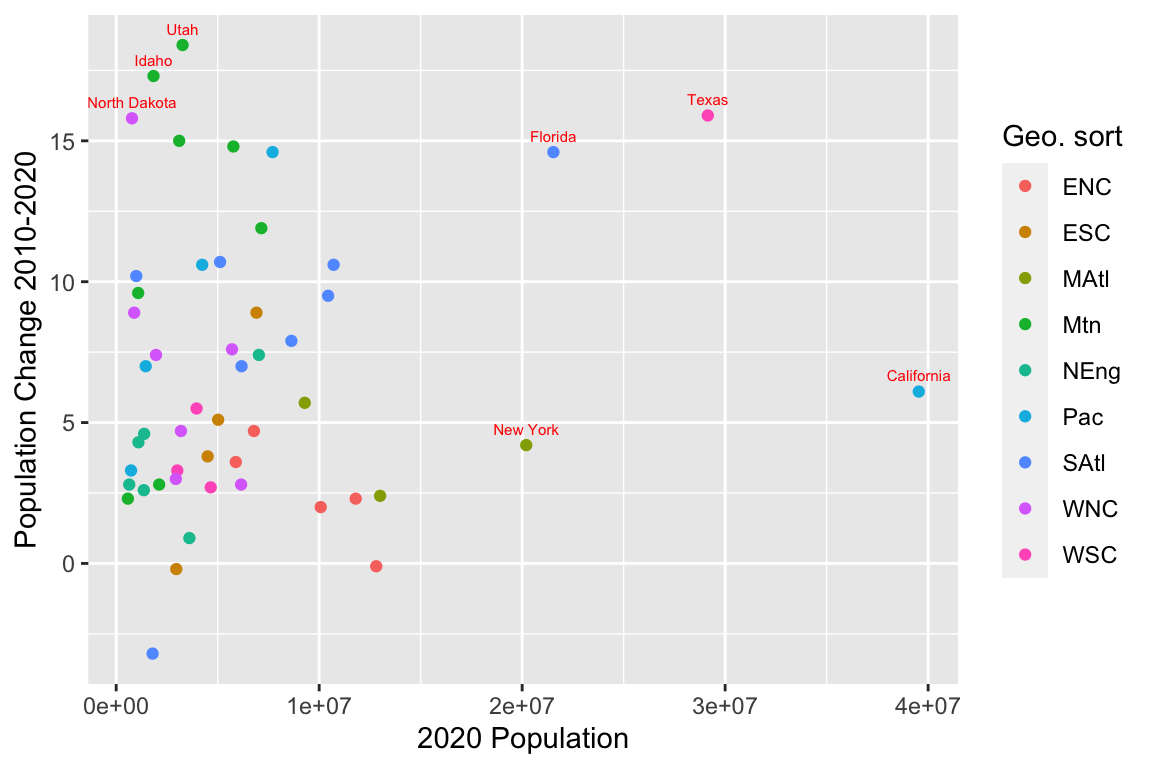 Utah
Idaho
North Dakota
Texas
Florida
California
New York
15
10
5
0
0e+00
1e+07
2e+07
3e+07
4e+07
2020 Population
Population Change 2010-2020
Geo. sort
ENC
ESC
MAtl
Mtn
NEng
Pac
SAtl
WNC
WSC